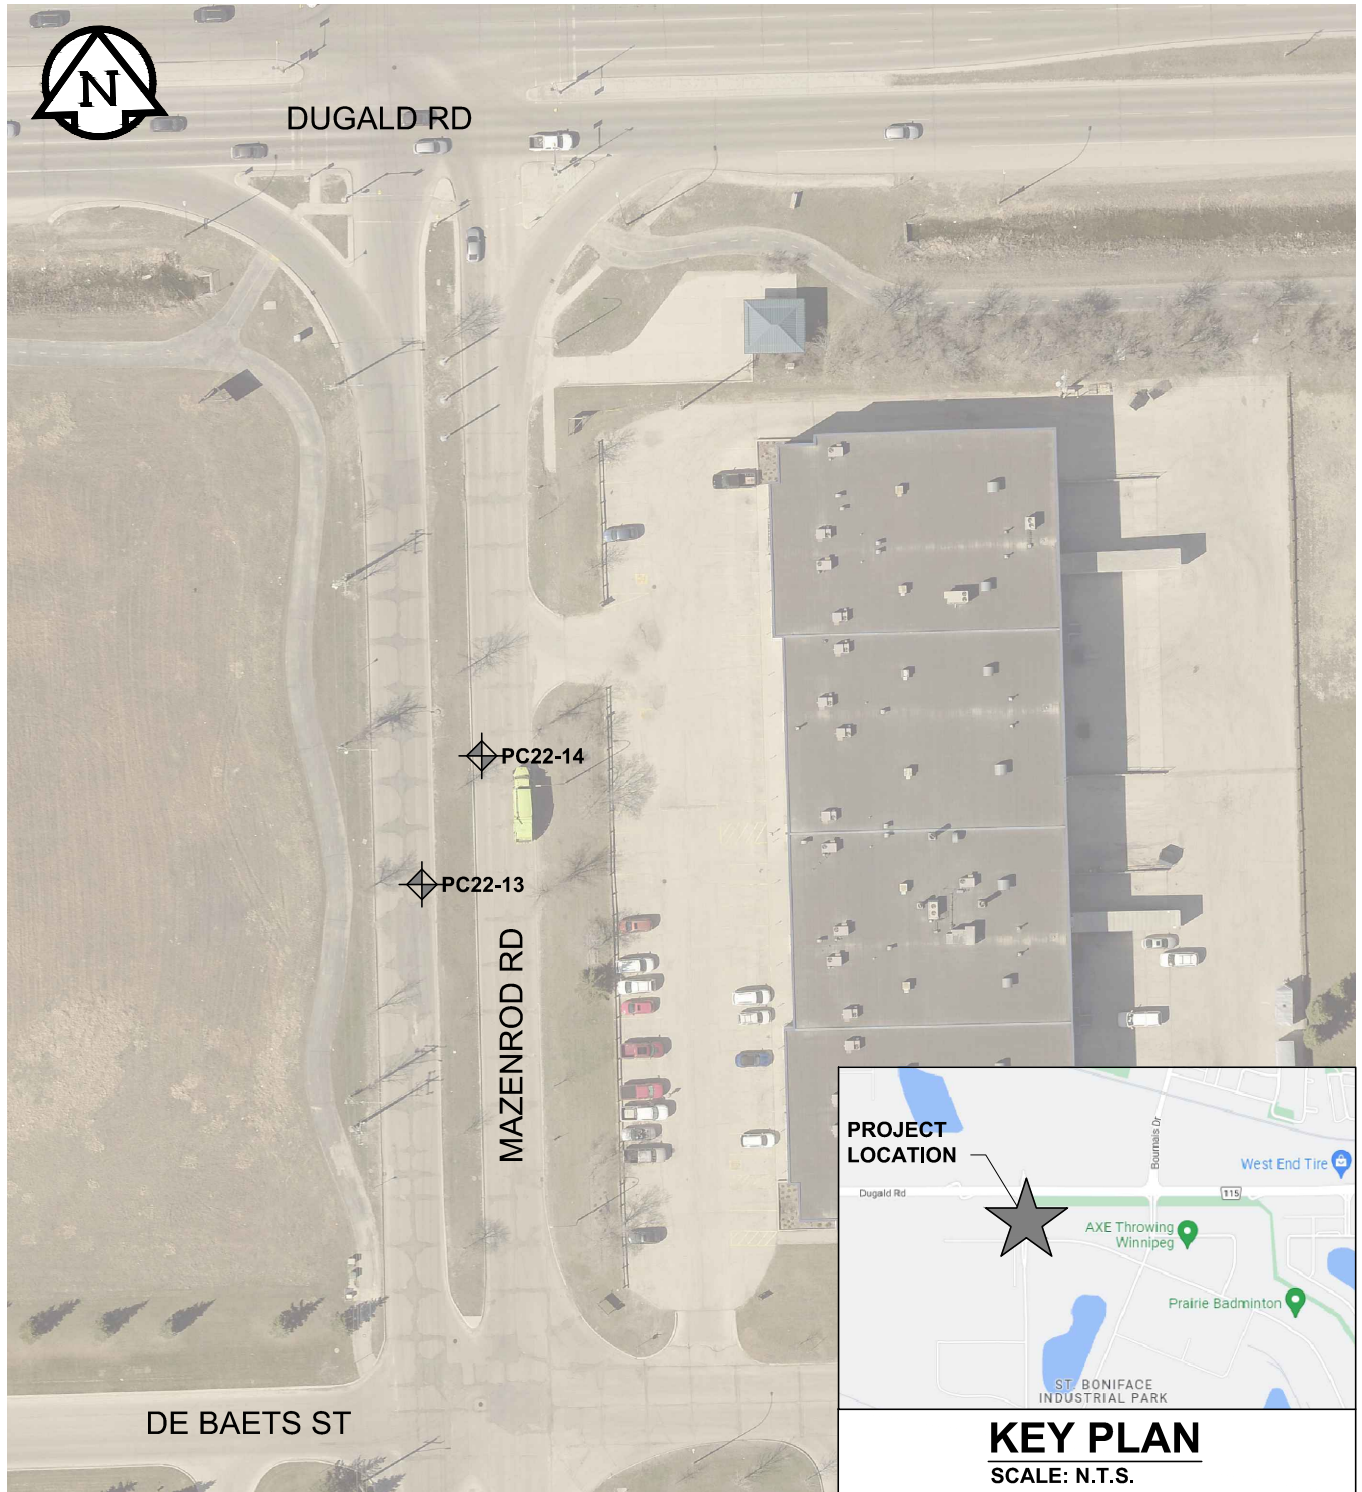 N
DUGALD RD
PC22-14
PC22-13
MAZENROD RD
DE BAETS ST
PROJECT
LOCATION
Bournais Dr
West End Tire
Dugald Rd
115
AXE Throwing
Winnipeg
Prairie Badminton
ST. BONIFACE
INDUSTRIAL PARK
KEY PLAN
SCALE: N.T.S.